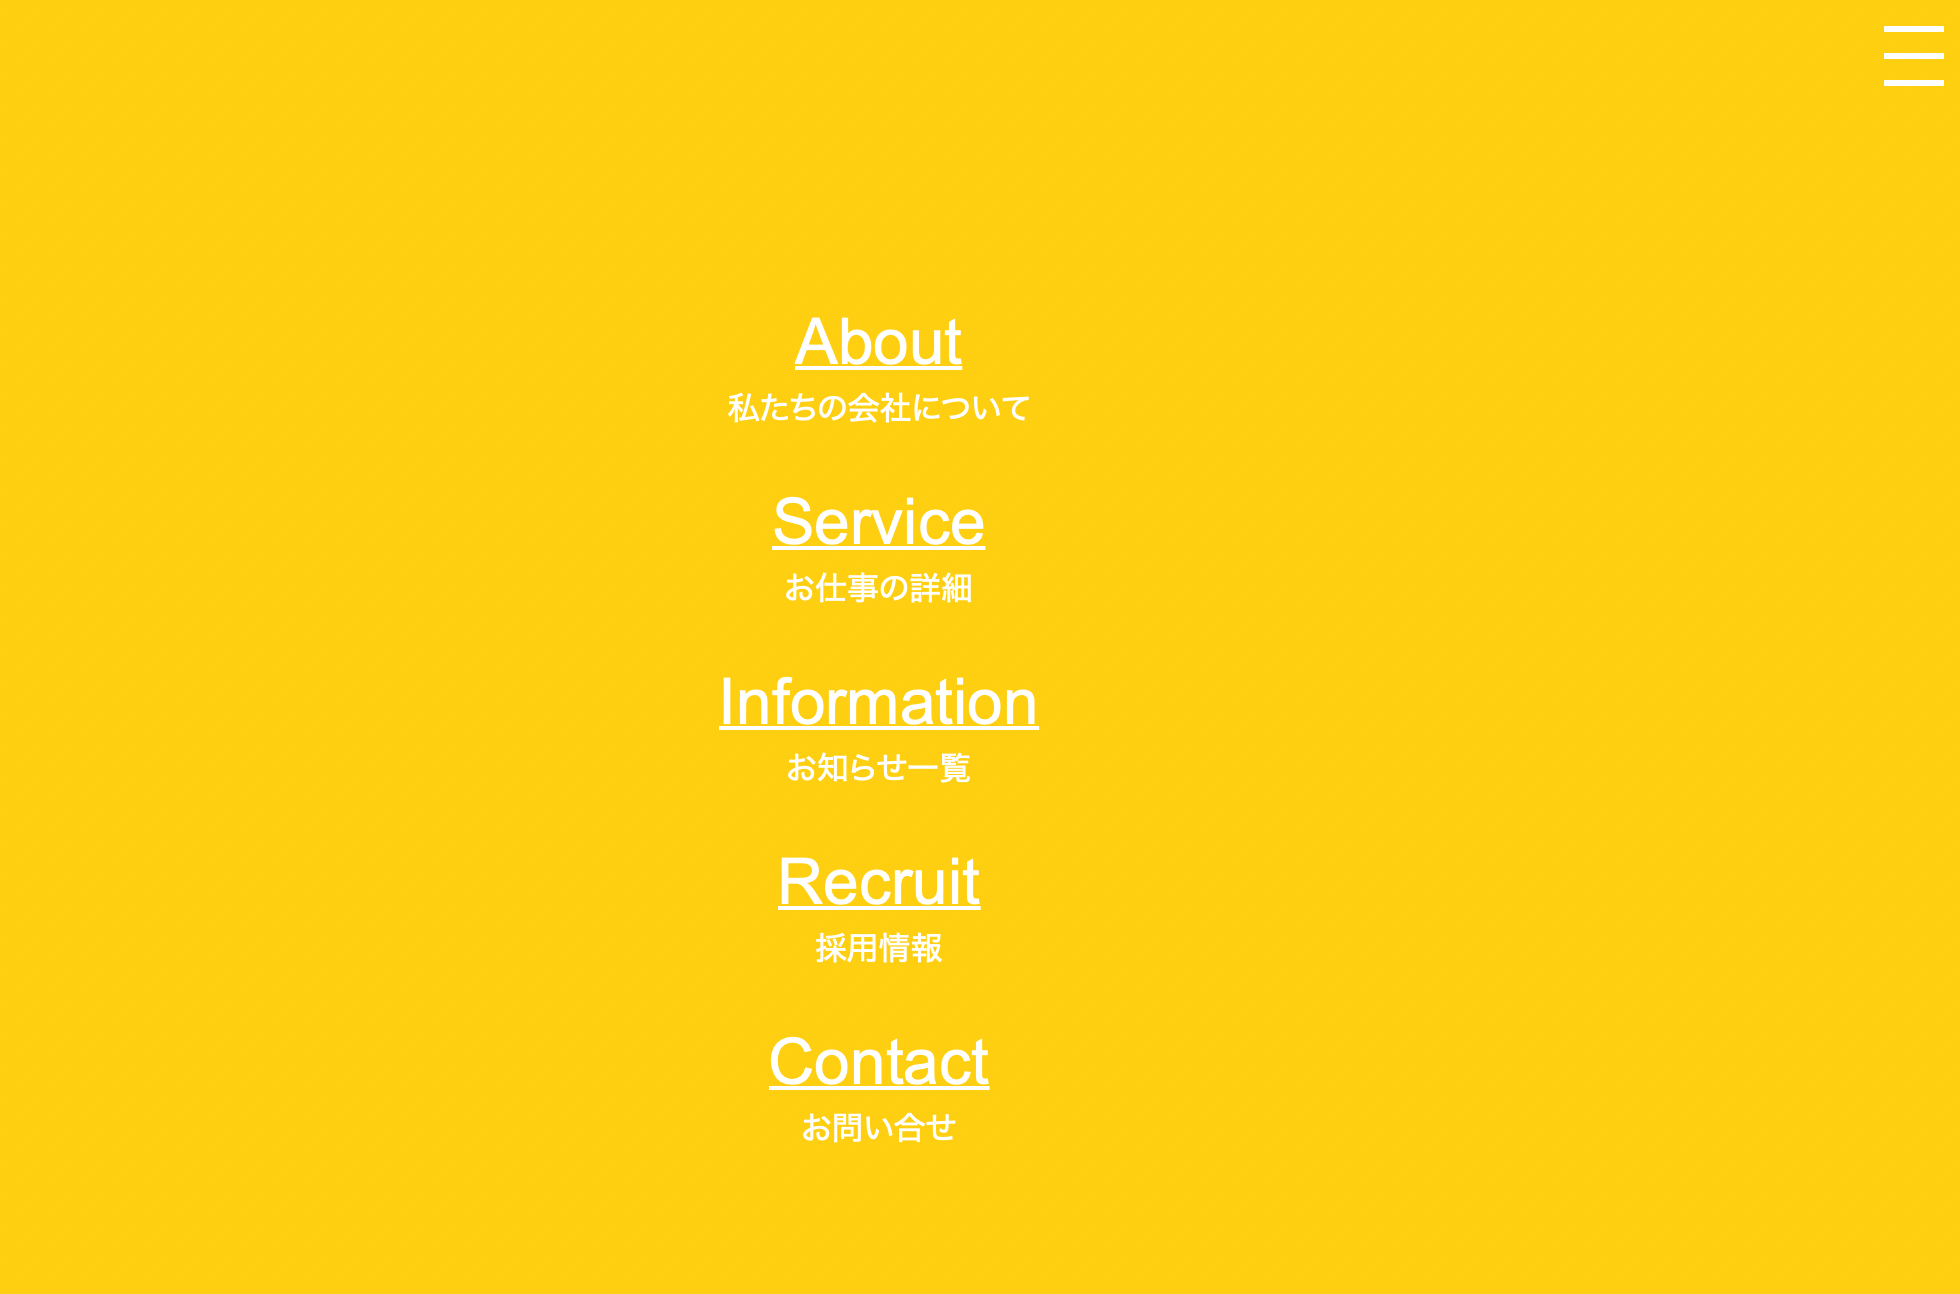 About
私たちの会社について
Service
お仕事の詳細
Information
お知らせ一覧
Recruit
採用情報
Contact
お問い合せ